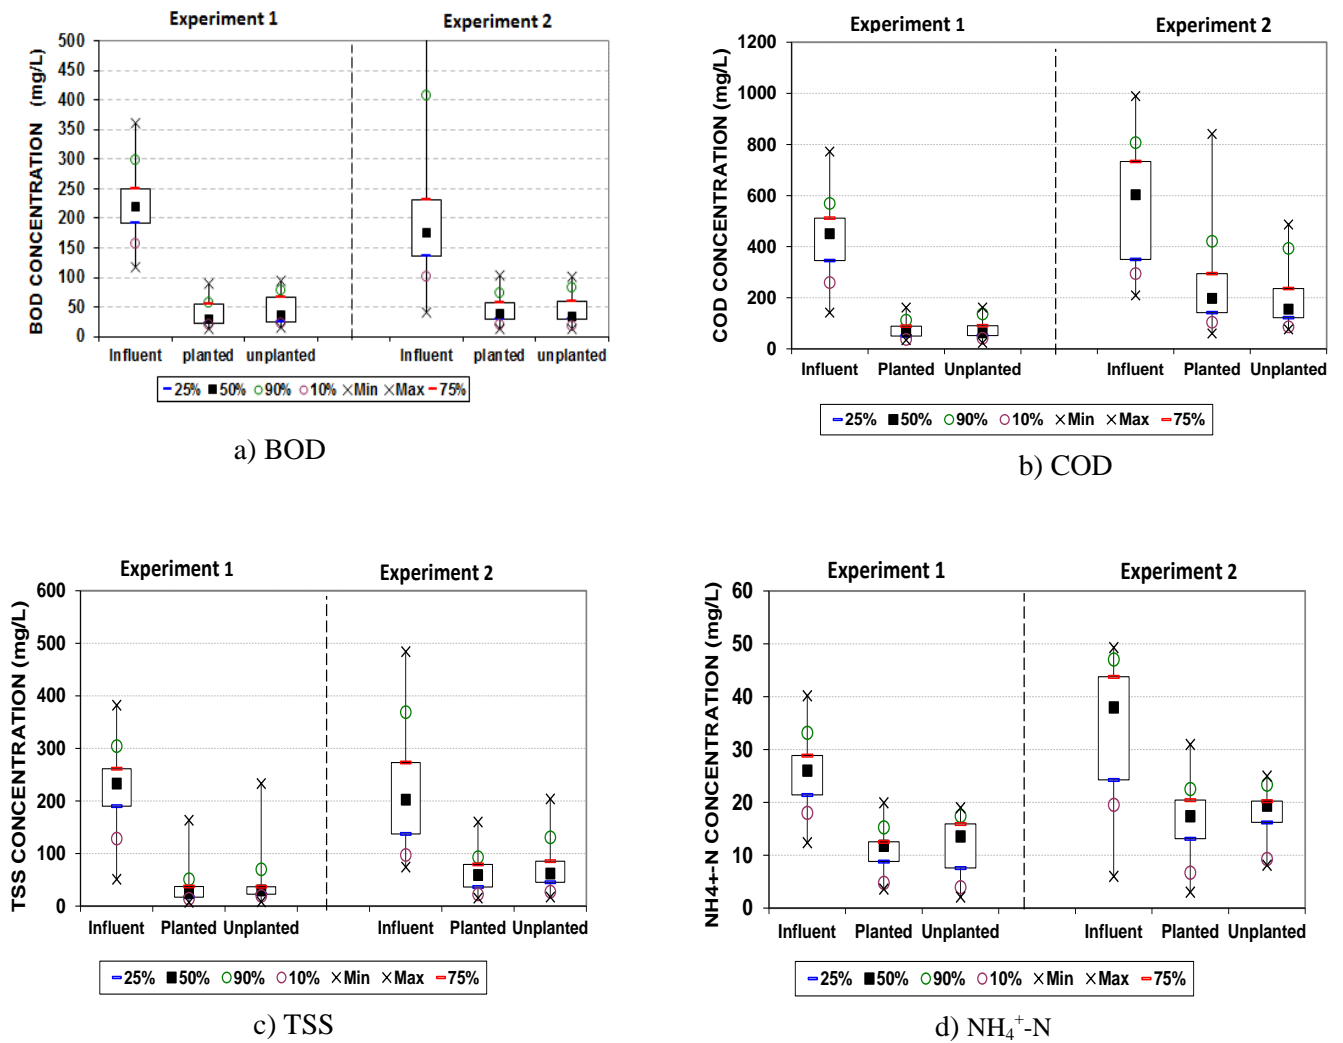 Experiment 1 Experiment 2
BOD CONCENTRATION (mg/L)
500
450
400
350
300
250
200
150
100
50
0
Influent planted unplanted Influent planted unplanted
25% 50% 90% 10% Min Max 75%
a) BOD
Experiment 1 Experiment 2
COD CONCENTRATION (mg/L)
1200
1000
800
600
400
200
0
Influent Planted Unplanted Influent Planted Unplanted
25% 50% 90% 10% Min Max 75%
b) COD
Experiment 1 Experiment 2
TSS CONCENTRATION (mg/L)
600
500
400
300
200
100
0
Influent Planted Unplanted Influent Planted Unplanted
25% 50% 90% 10% Min Max 75%
c) TSS
Experiment 1 Experiment 2
NH4+-N CONCENTRATION (mg/L)
60
50
40
30
20
10
0
Influent Planted Unplanted Influent Planted Unplanted
25% 50% 90% 10% Min Max 75%
d) NH₄⁺-N